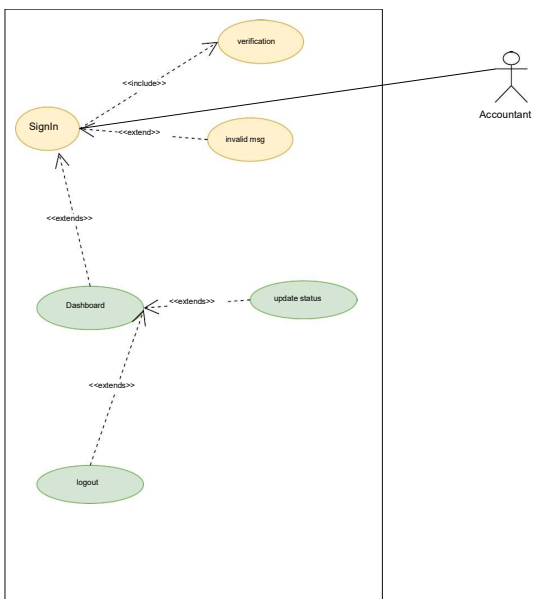 verification
<<include>>
SignIn
<<extend>>
invalid msg
Accountant
<<extends>>
Dashboard
<<extends>>
update status
<<extends>>
logout